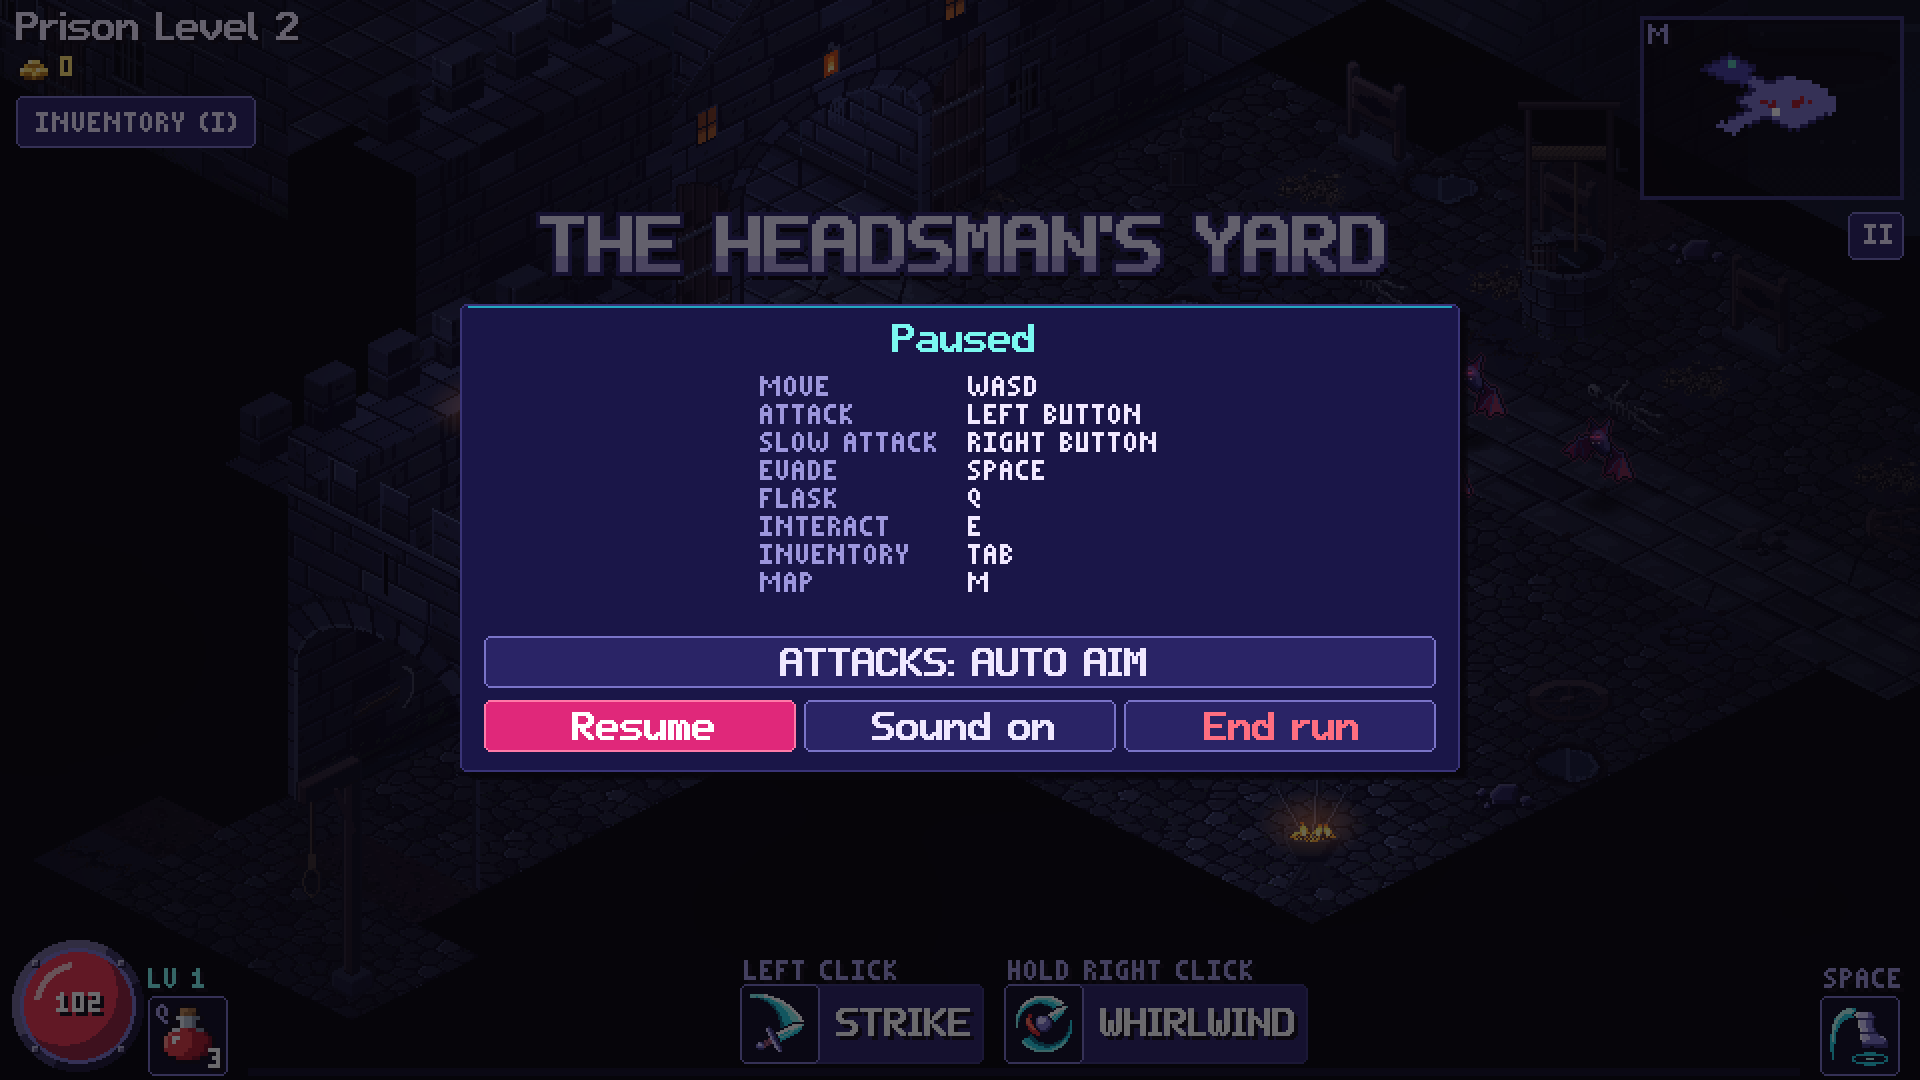 Prison Level 2
0
INVENTORY (I)
M
II
THE HEADSMAN'S YARD
Paused
MOVE WASD
ATTACK LEFT BUTTON
SLOW ATTACK RIGHT BUTTON
EVADE SPACE
FLASK Q
INTERACT E
INVENTORY TAB
MAP M
ATTACKS: AUTO AIM
Resume Sound on End run
102
LV 1
Q
3
LEFT CLICK
STRIKE
HOLD RIGHT CLICK
WHIRLWIND
SPACE